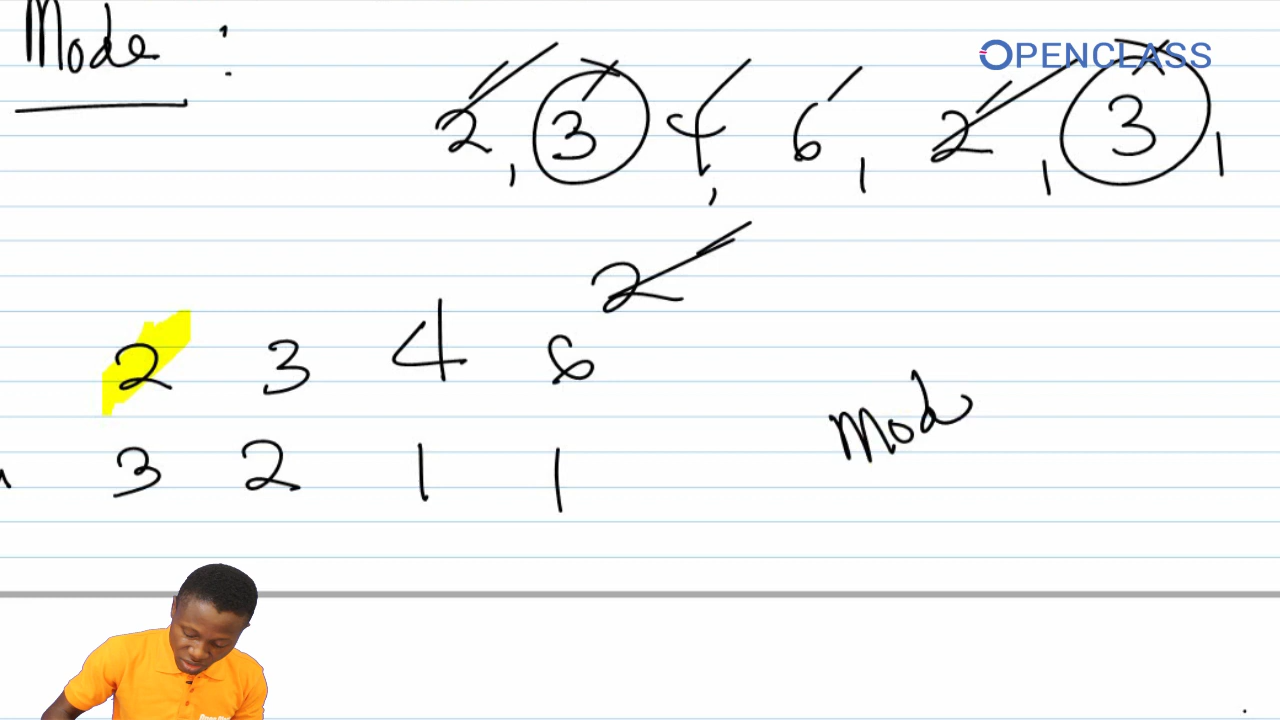 Mode :
OPENCLASS
2, 3 4, 6, 2, 3,
2
2 3 4 6
3 2 1 1
Mod